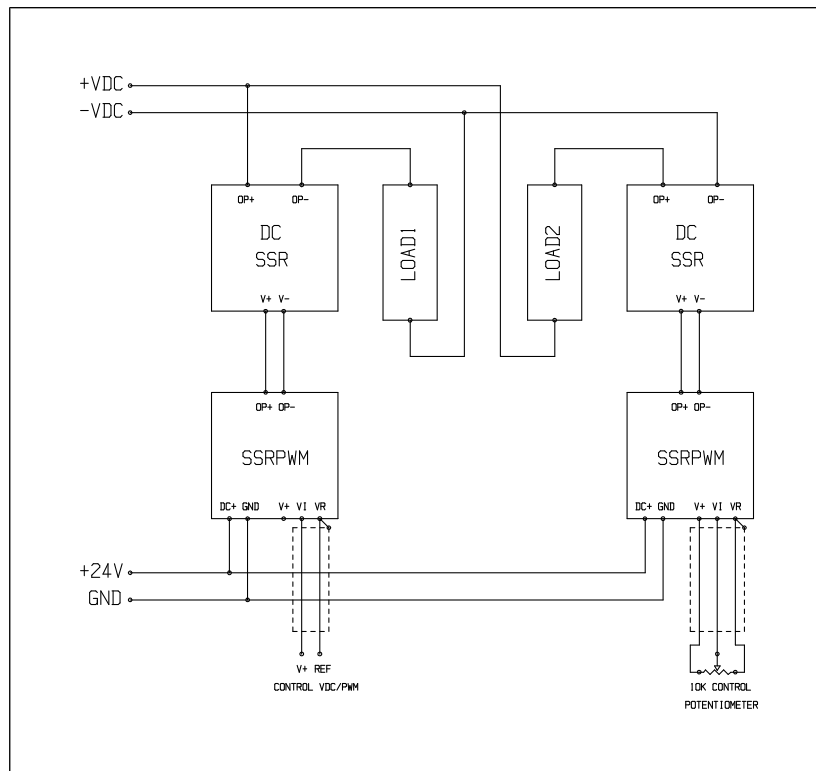 +VDC
-VDC
OP+ OP-
DC
SSR
V+ V-
LOAD1
LOAD2
OP+ OP-
DC
SSR
V+ V-
OP+ OP-
SSRPWM
DC+ GND V+ VI VR
OP+ OP-
SSRPWM
DC+ GND V+ VI VR
+24V
GND
V+ REF
CONTROL VDC/PWM
10K CONTROL
POTENTIOMETER